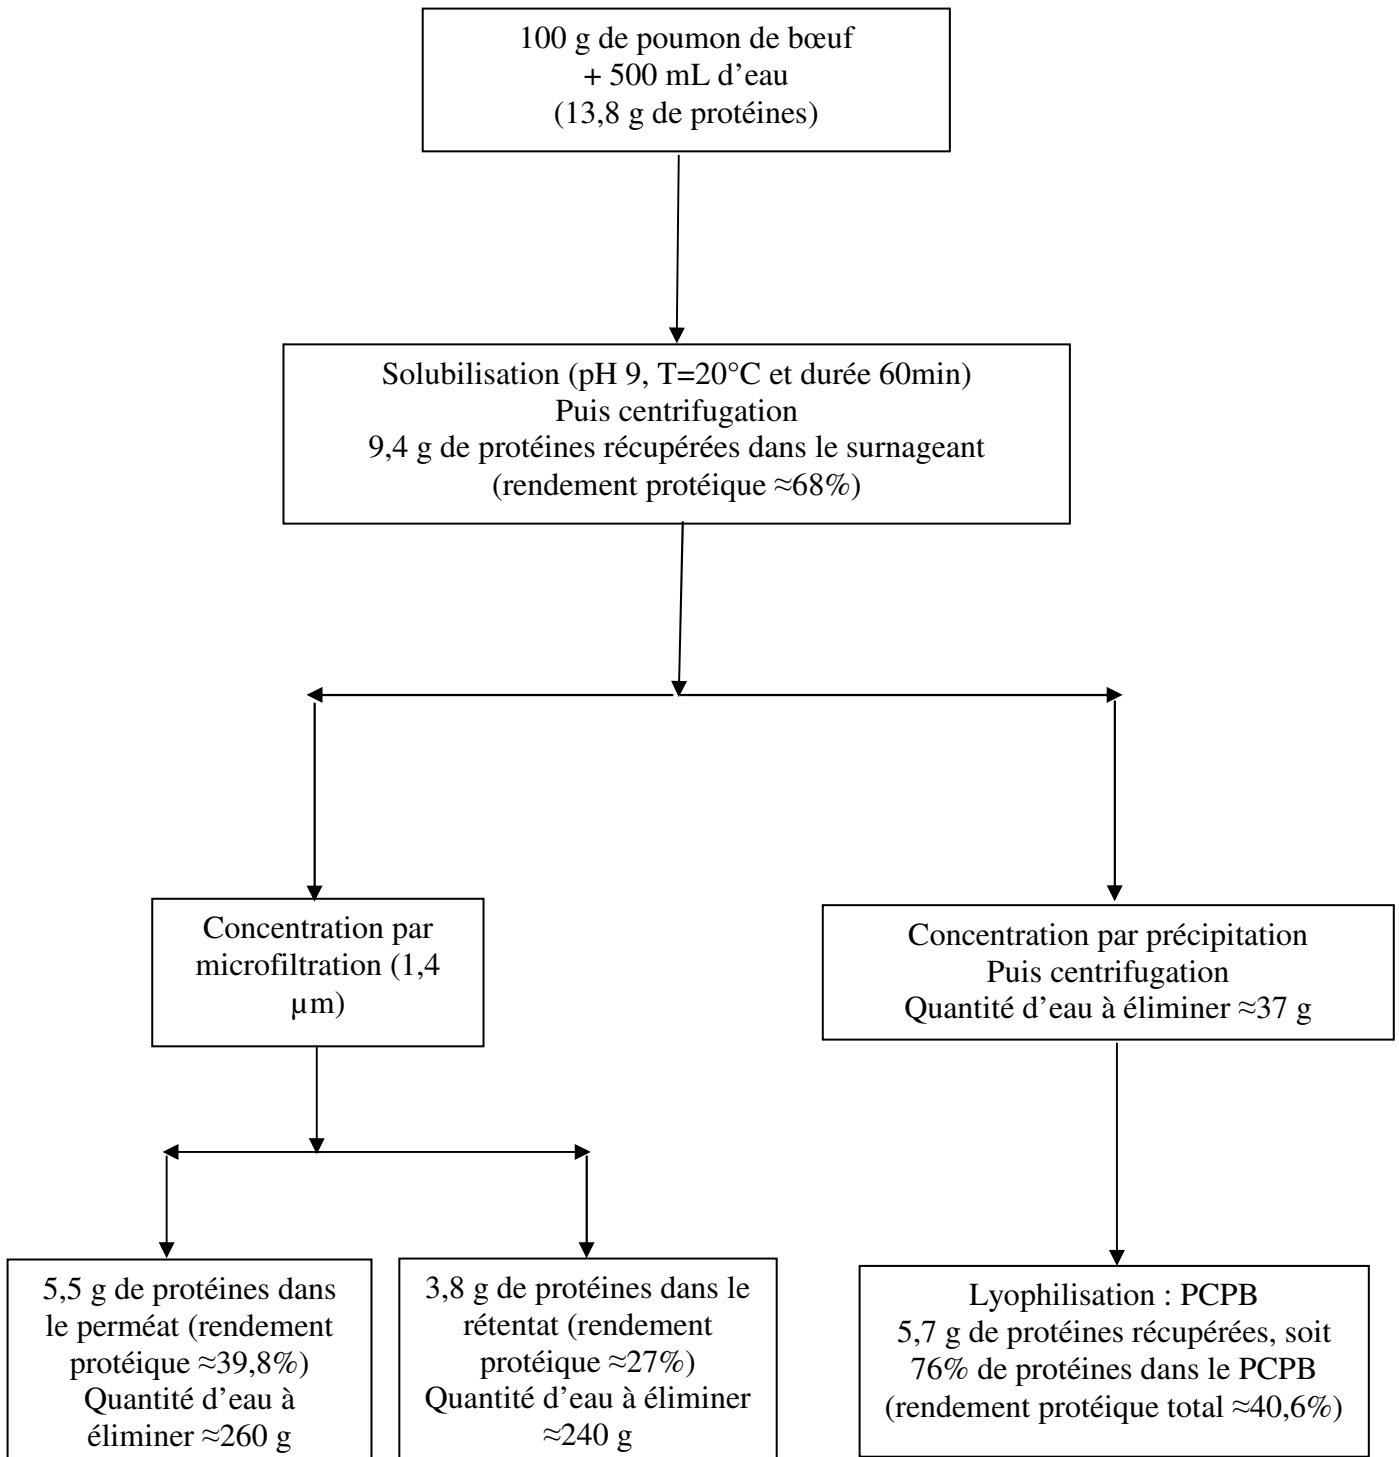 100 g de poumon de bœuf
+ 500 mL d’eau
(13,8 g de protéines)
Solubilisation (pH 9, T=20°C et durée 60min)
Puis centrifugation
9,4 g de protéines récupérées dans le surnageant
(rendement protéique ≈68%)
Concentration par
microfiltration (1,4
µm)
Concentration par précipitation
Puis centrifugation
Quantité d’eau à éliminer ≈37 g
5,5 g de protéines dans
le perméat (rendement
protéique ≈39,8%)
Quantité d’eau à
éliminer ≈260 g
3,8 g de protéines dans le
rétentat (rendement
protéique ≈27%)
Quantité d’eau à éliminer
≈240 g
Lyophilisation : PCPB
5,7 g de protéines récupérées, soit
76% de protéines dans le PCPB
(rendement protéique total ≈40,6%)